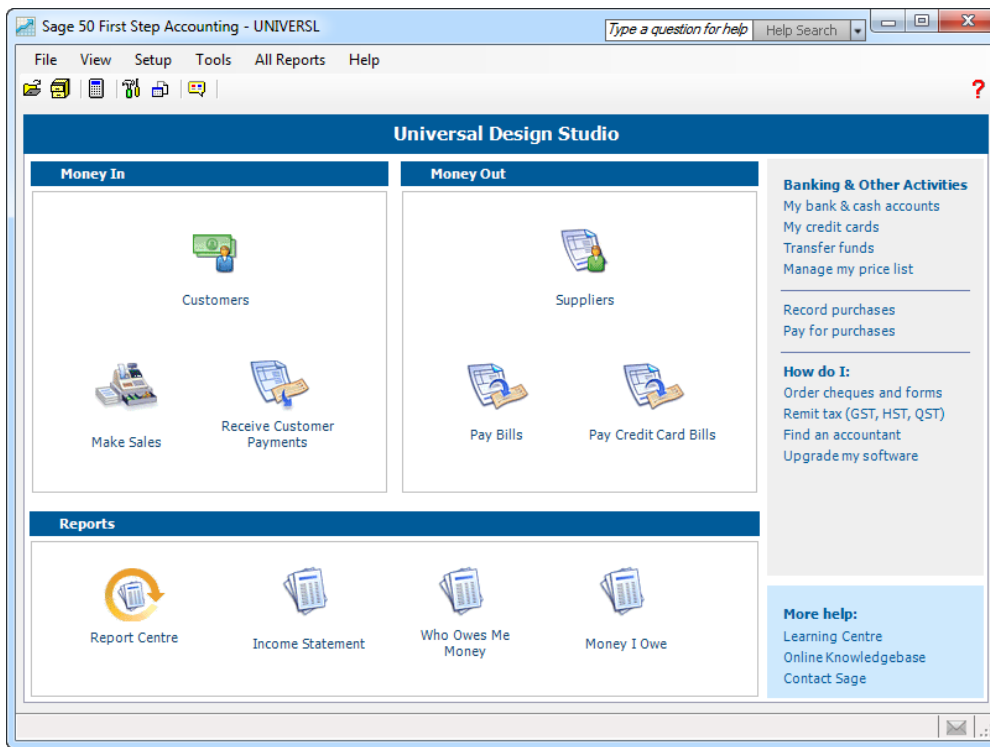 Sage 50 First Step Accounting - UNIVERSL
Type a question for help
Help Search
File View Setup Tools All Reports Help
?
Universal Design Studio
Money In
Customers
Make Sales
Receive Customer
Payments
Money Out
Suppliers
Pay Bills
Pay Credit Card Bills
Reports
Report Centre
Income Statement
Who Owes Me
Money
Money I Owe
Banking & Other Activities
My bank & cash accounts
My credit cards
Transfer funds
Manage my price list
Record purchases
Pay for purchases
How do I:
Order cheques and forms
Remit tax (GST, HST, QST)
Find an accountant
Upgrade my software
More help:
Learning Centre
Online Knowledgebase
Contact Sage